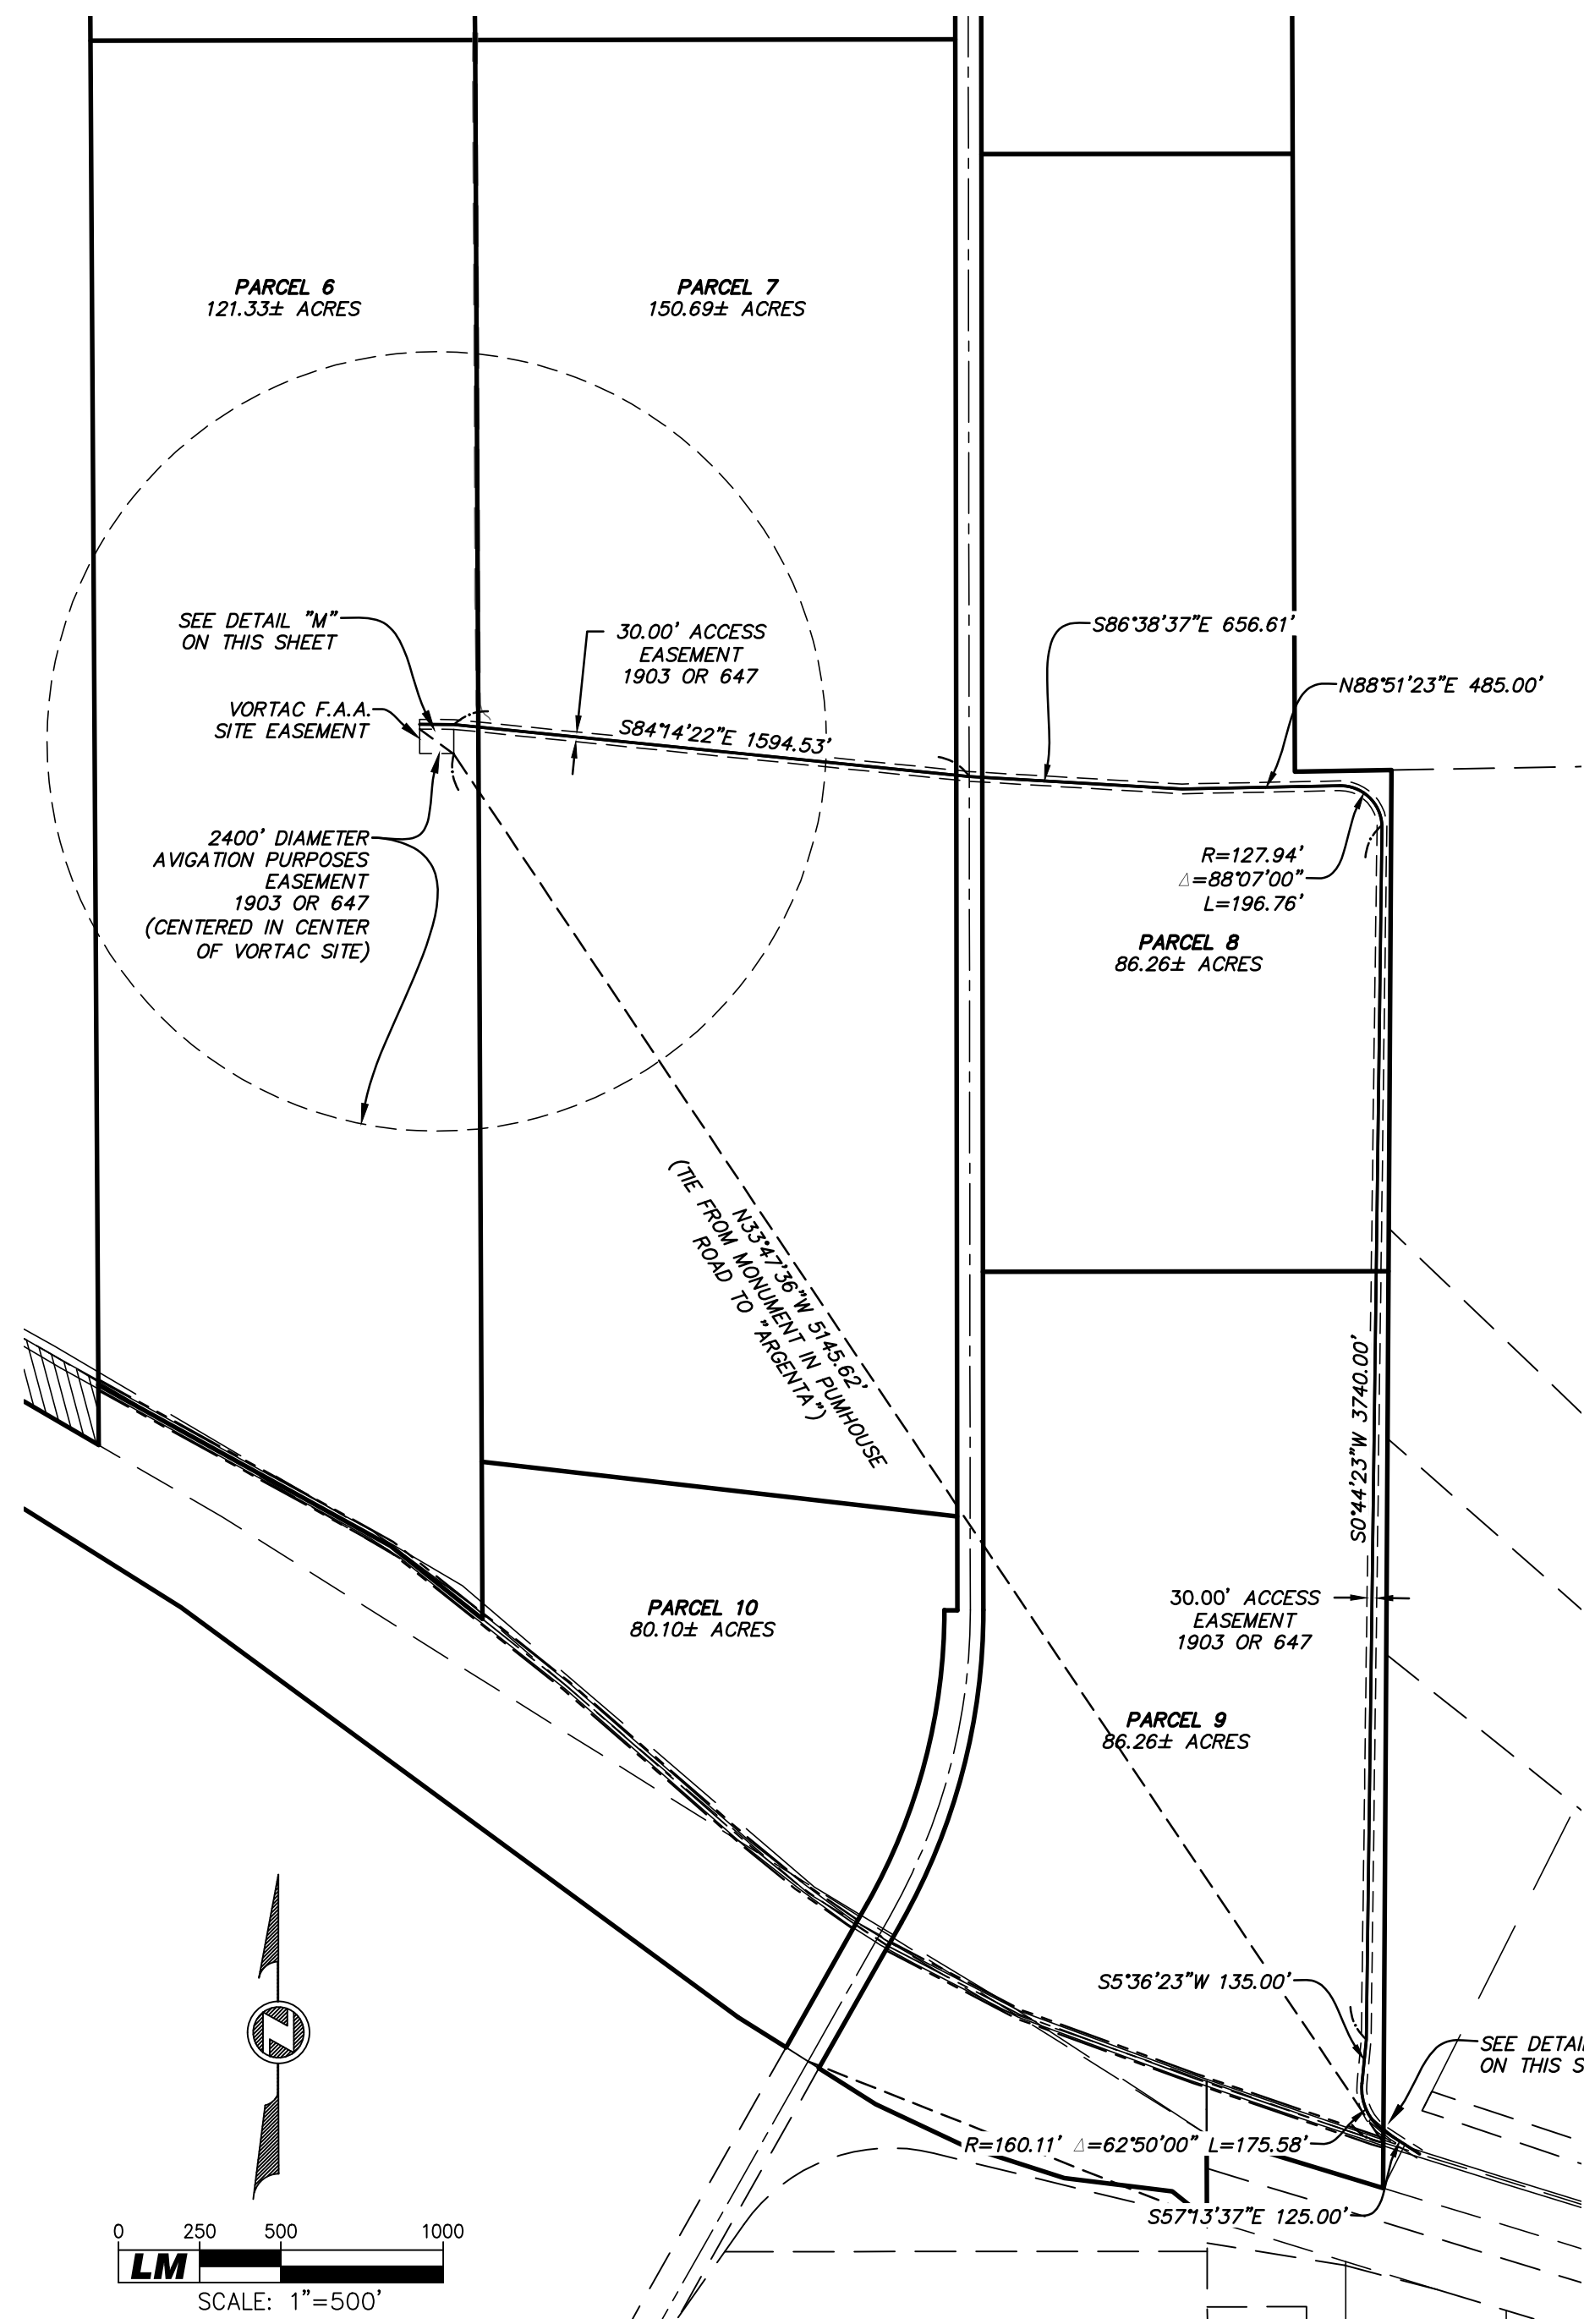 PARCEL 6
121.33± ACRES
PARCEL 7
150.69± ACRES
SEE DETAIL "M"
ON THIS SHEET
30.00' ACCESS
EASEMENT
1903 OR 647
S86°38'37"E 656.61'
N88°51'23"E 485.00'
VORTAC F.A.A.
SITE EASEMENT
S84°14'22"E 1594.53'
2400' DIAMETER
AVIGATION PURPOSES
EASEMENT
1903 OR 647
(CENTERED IN CENTER
OF VORTAC SITE)
R=127.94'
Δ=88°07'00"
L=196.76'
PARCEL 8
86.26± ACRES
N33°47'36"W 5145.62'
(TIE FROM MONUMENT IN PUMHOUSE
ROAD TO "ARGENTA")
S0°44'23"W 3740.00'
30.00' ACCESS
EASEMENT
1903 OR 647
PARCEL 10
80.10± ACRES
PARCEL 9
86.26± ACRES
S5°36'23"W 135.00'
SEE DETAI
ON THIS S
R=160.11' Δ=62°50'00" L=175.58'
S57°13'37"E 125.00'
N
0 250 500 1000
LM
SCALE: 1"=500'